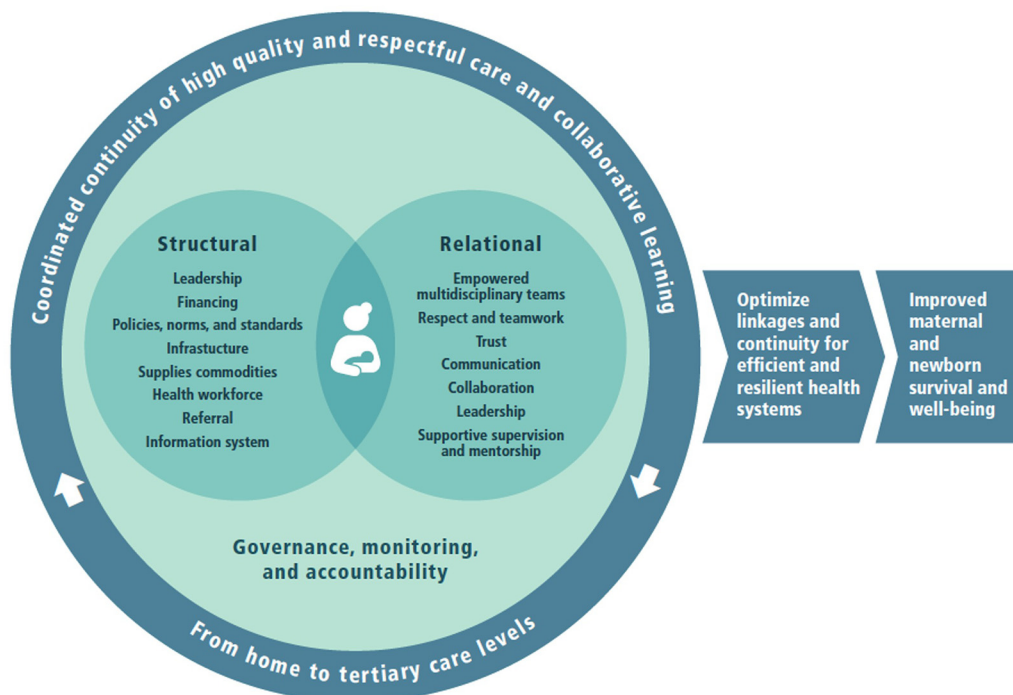 Coordinated continuity of high quality and respectful care and collaborative learning
Structural
Leadership
Financing
Policies, norms, and standards
Infrastucture
Supplies commodities
Health workforce
Referral
Information system
Relational
Empowered
multidisciplinary teams
Respect and teamwork
Trust
Communication
Collaboration
Leadership
Supportive supervision
and mentorship
Governance, monitoring,
and accountability
From home to tertiary care levels
Optimize
linkages and
continuity for
efficient and
resilient health
systems
Improved
maternal
and
newborn
survival and
well-being